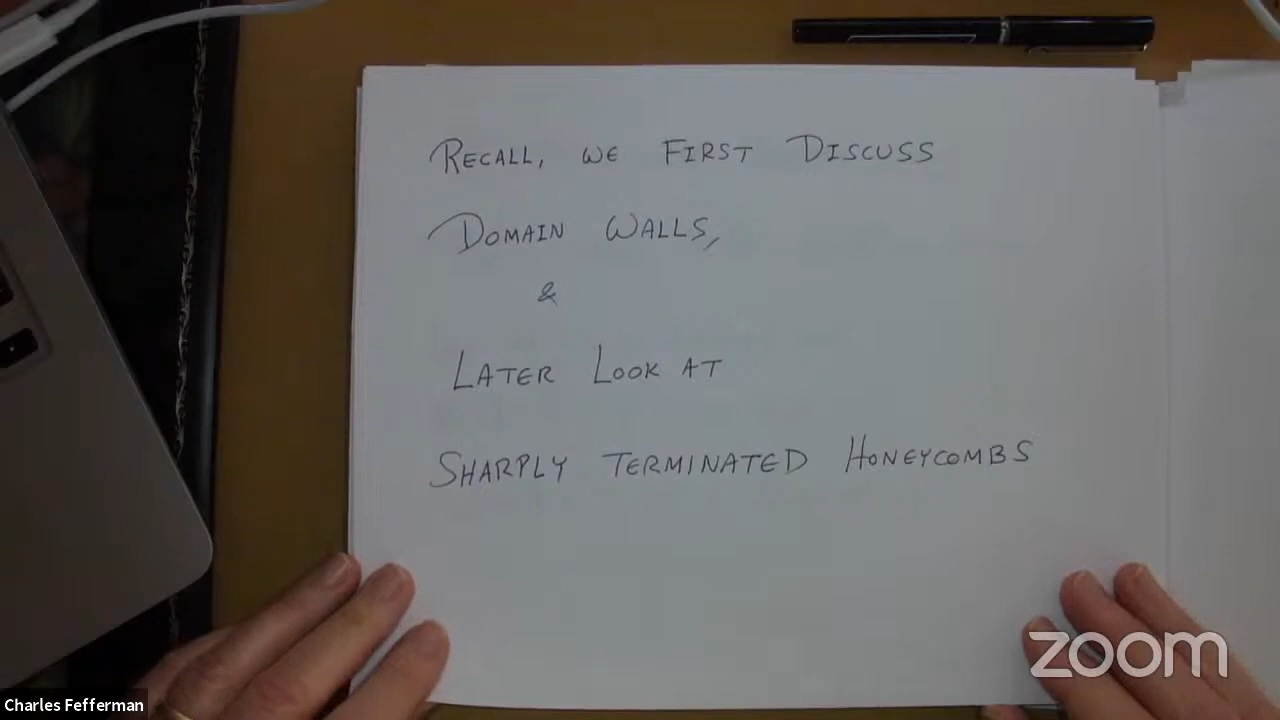 RECALL, WE FIRST DISCUSS
DOMAIN WALLS,
&
LATER LOOK AT
SHARPLY TERMINATED HONEYCOMBS
zoom
Charles Fefferman